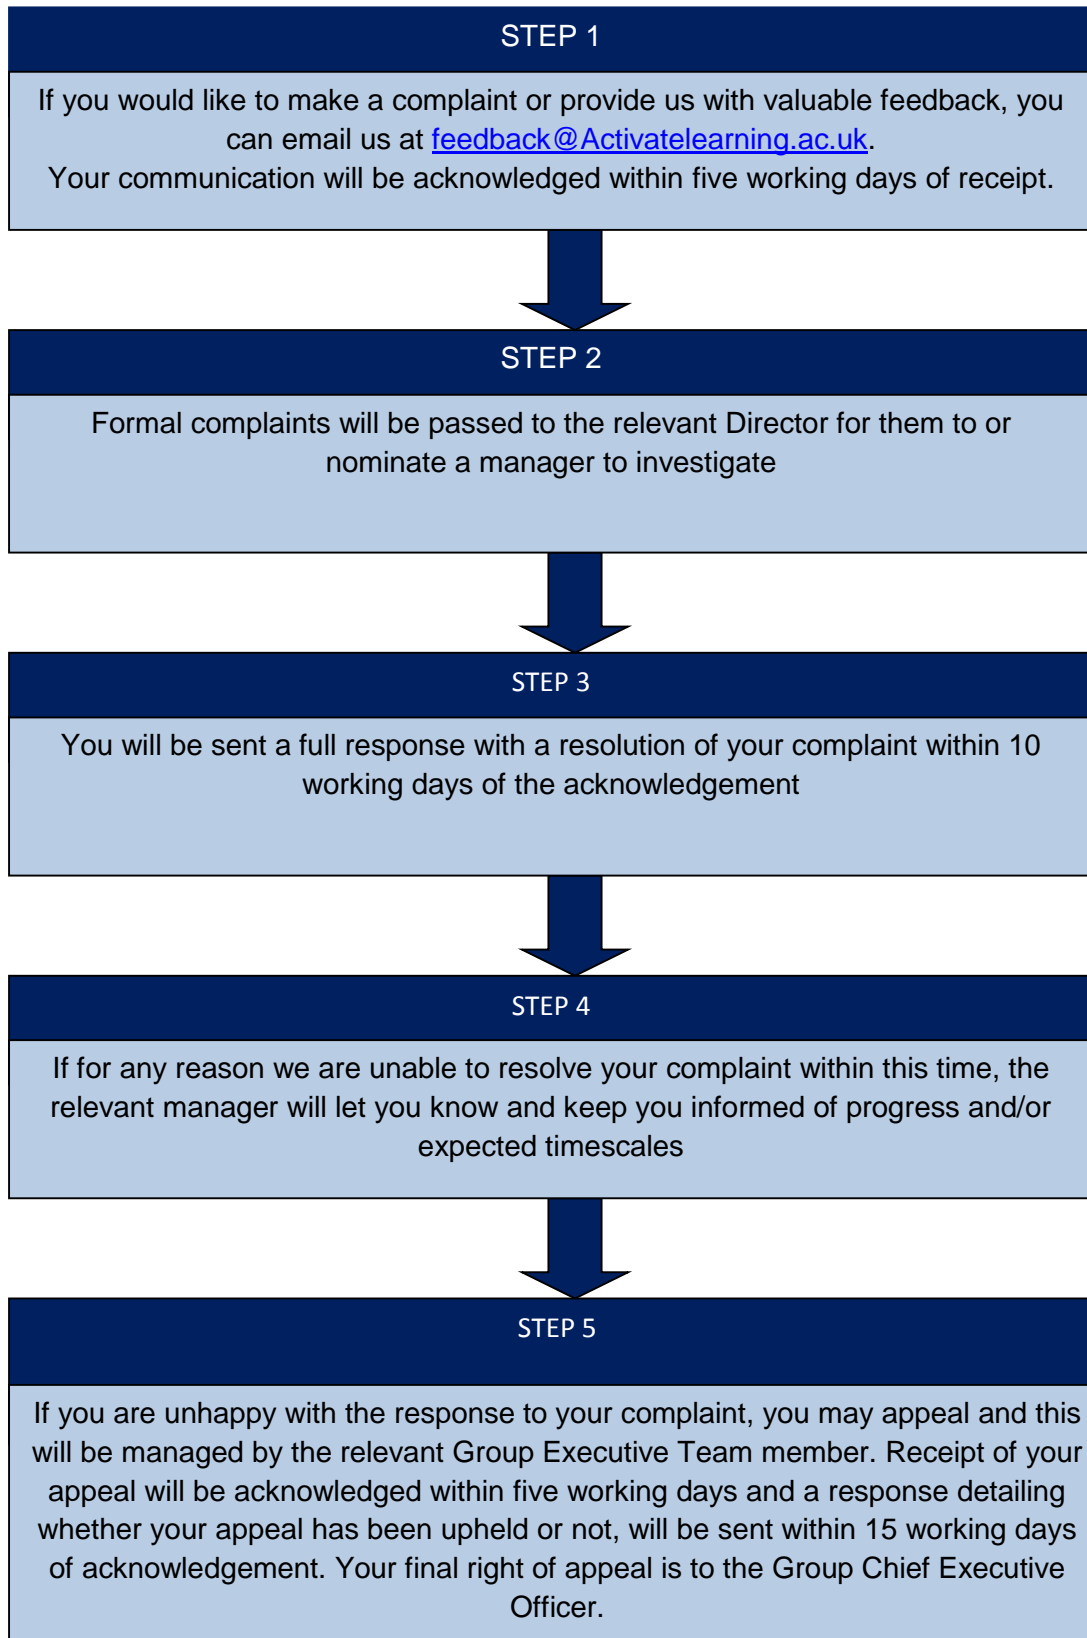 STEP 1
If you would like to make a complaint or provide us with valuable feedback, you
can email us at feedback@Activatelearning.ac.uk.
Your communication will be acknowledged within five working days of receipt.
STEP 2
Formal complaints will be passed to the relevant Director for them to or
nominate a manager to investigate
STEP 3
You will be sent a full response with a resolution of your complaint within 10
working days of the acknowledgement
STEP 4
If for any reason we are unable to resolve your complaint within this time, the
relevant manager will let you know and keep you informed of progress and/or
expected timescales
STEP 5
If you are unhappy with the response to your complaint, you may appeal and this
will be managed by the relevant Group Executive Team member. Receipt of your
appeal will be acknowledged within five working days and a response detailing
whether your appeal has been upheld or not, will be sent within 15 working days
of acknowledgement. Your final right of appeal is to the Group Chief Executive
Officer.